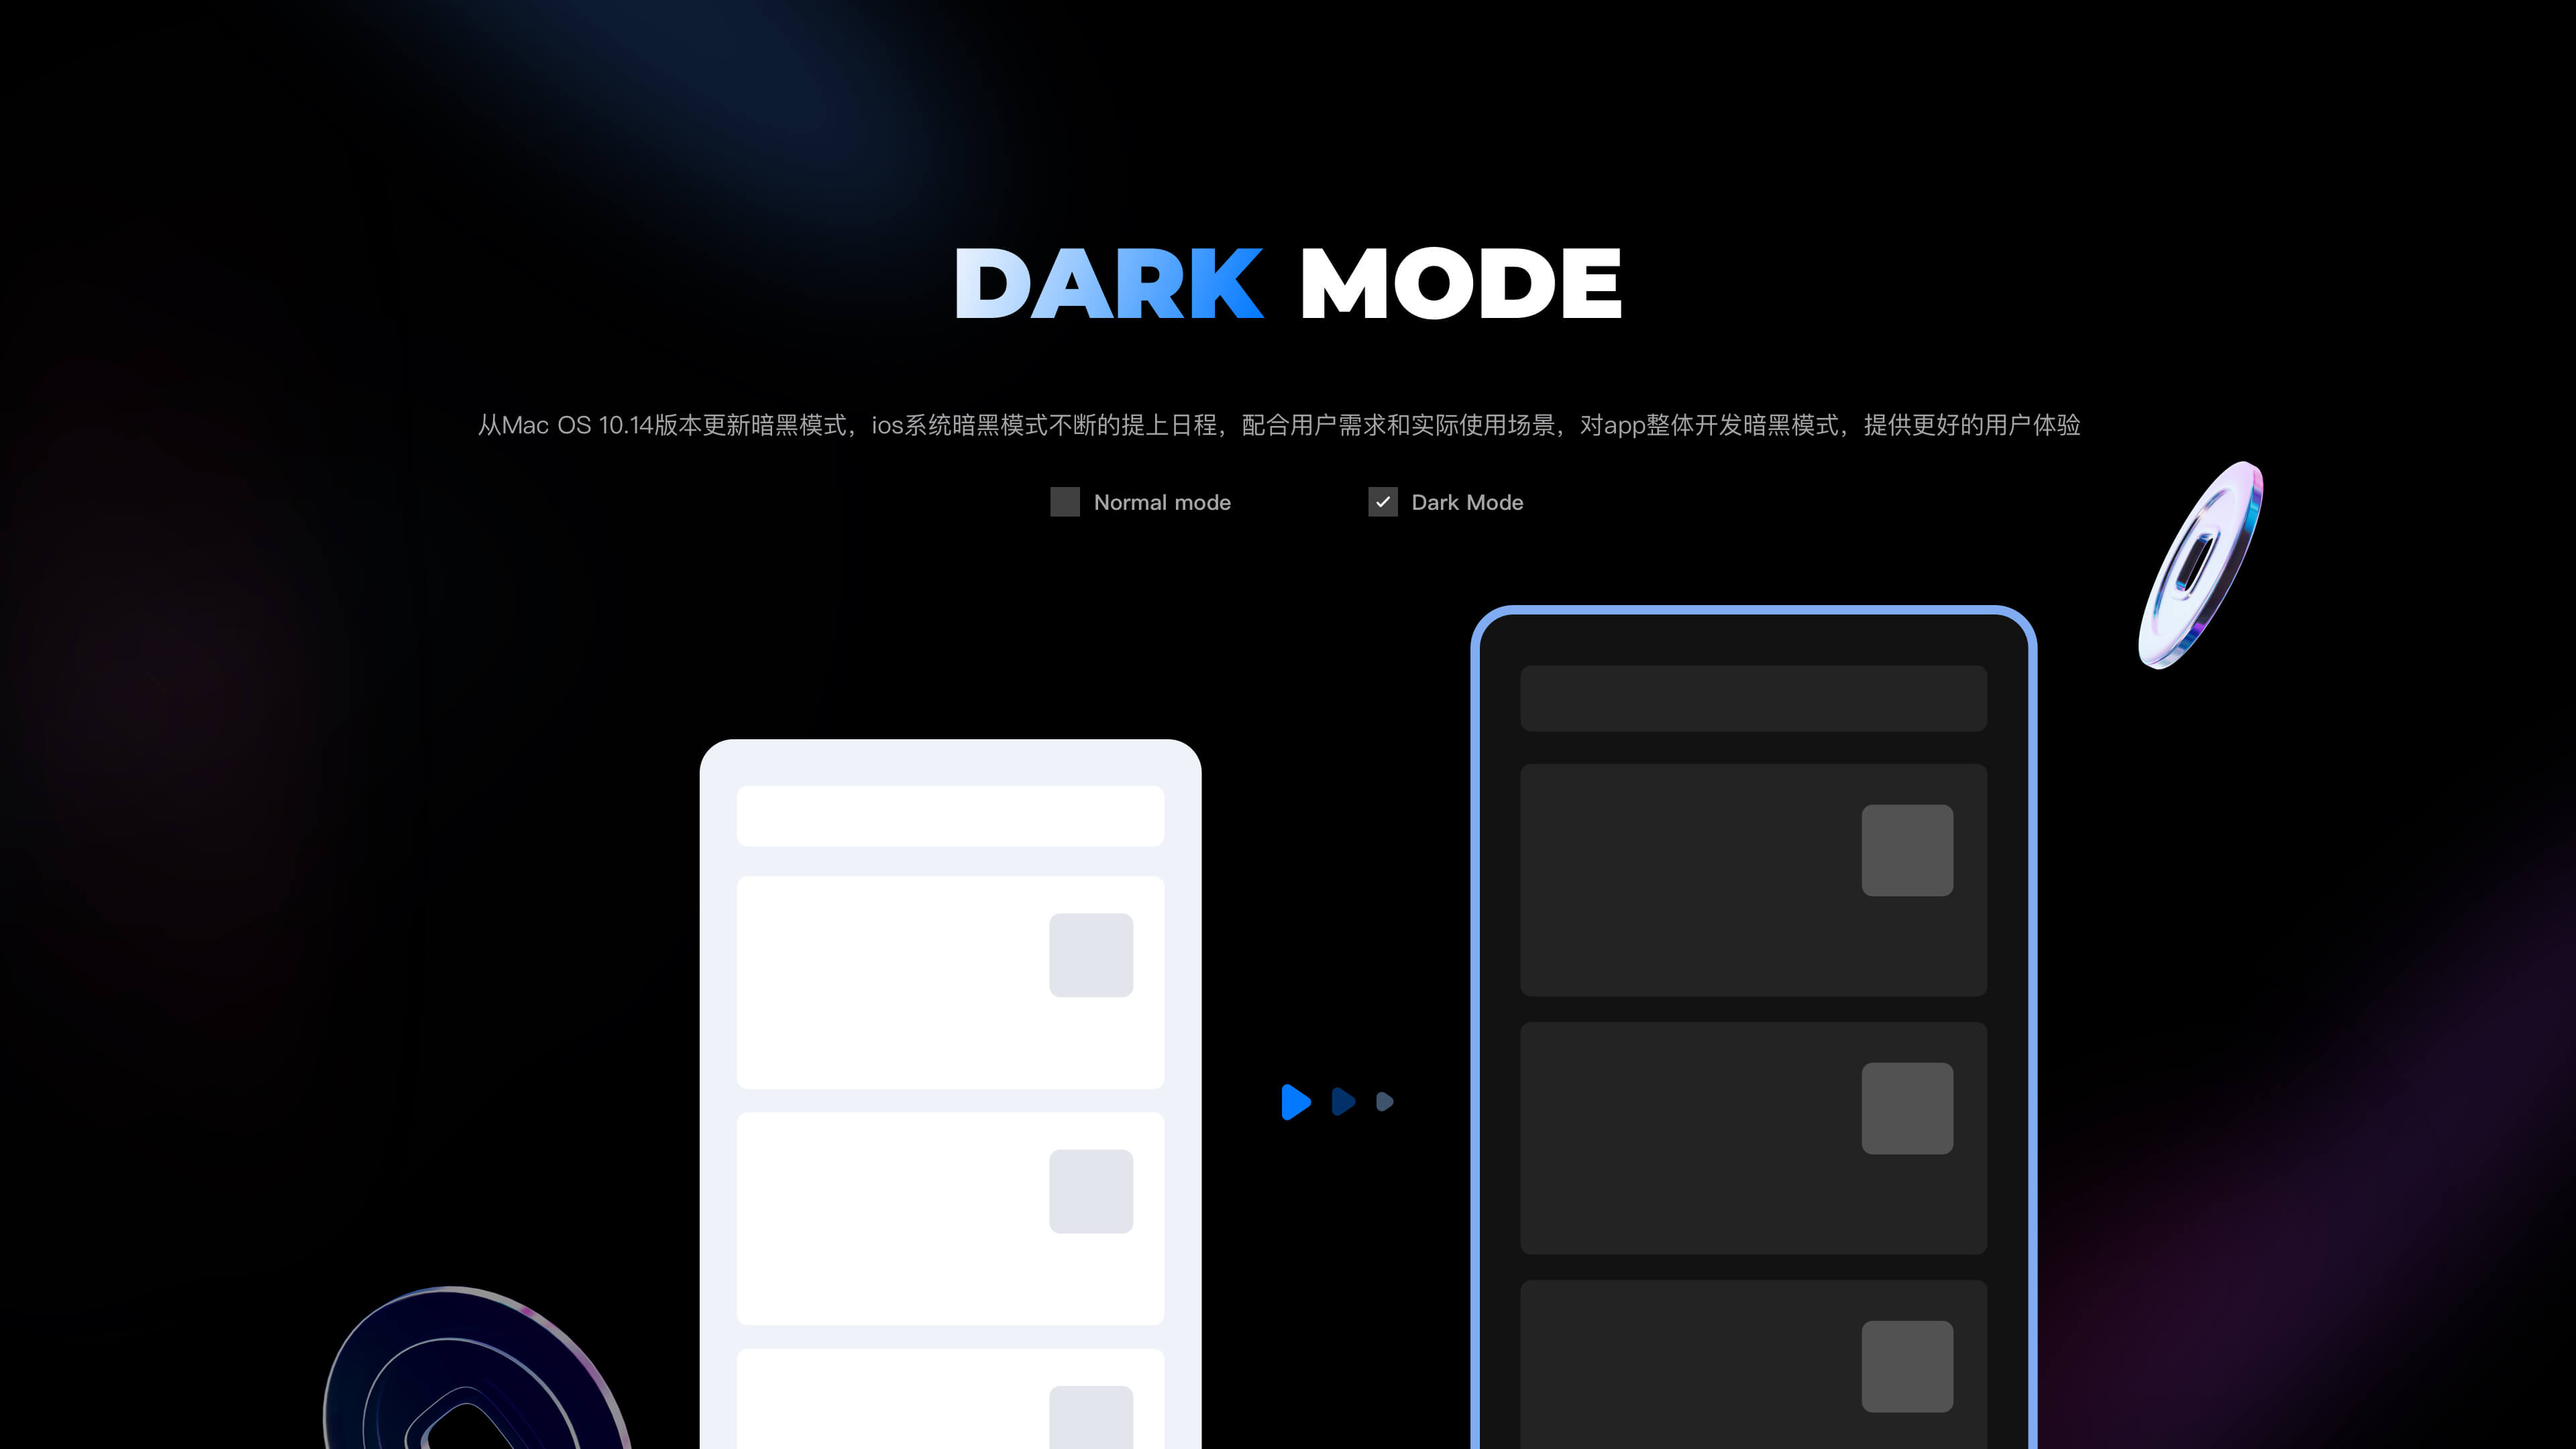 DARK MODE
从Mac OS 10.14版本更新暗黑模式，ios系统暗黑模式不断的提上日程，配合用户需求和实际使用场景，对app整体开发暗黑模式，提供更好的用户体验
Normal mode
Dark Mode